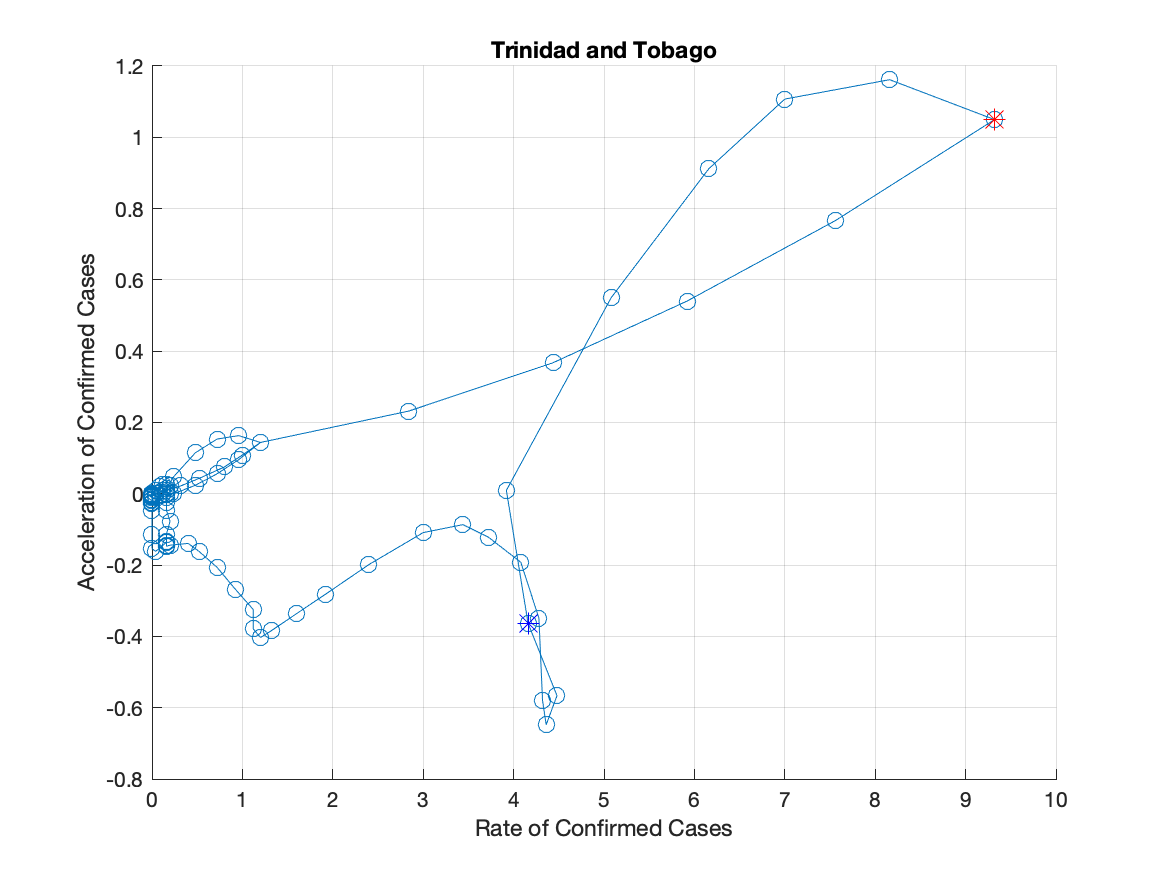 Trinidad and Tobago
Acceleration of Confirmed Cases
1.2
1
0.8
0.6
0.4
0.2
0
-0.2
-0.4
-0.6
-0.8
0 1 2 3 4 5 6 7 8 9 10
Rate of Confirmed Cases